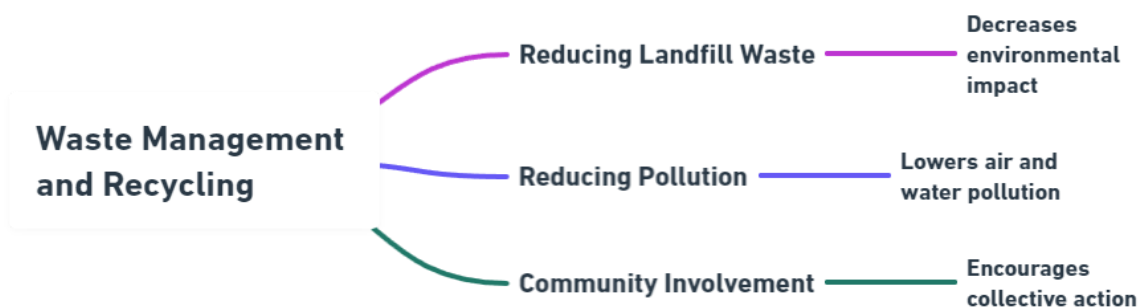 Waste Management
and Recycling
Reducing Landfill Waste
Decreases
environmental
impact
Reducing Pollution
Lowers air and
water pollution
Community Involvement
Encourages
collective action